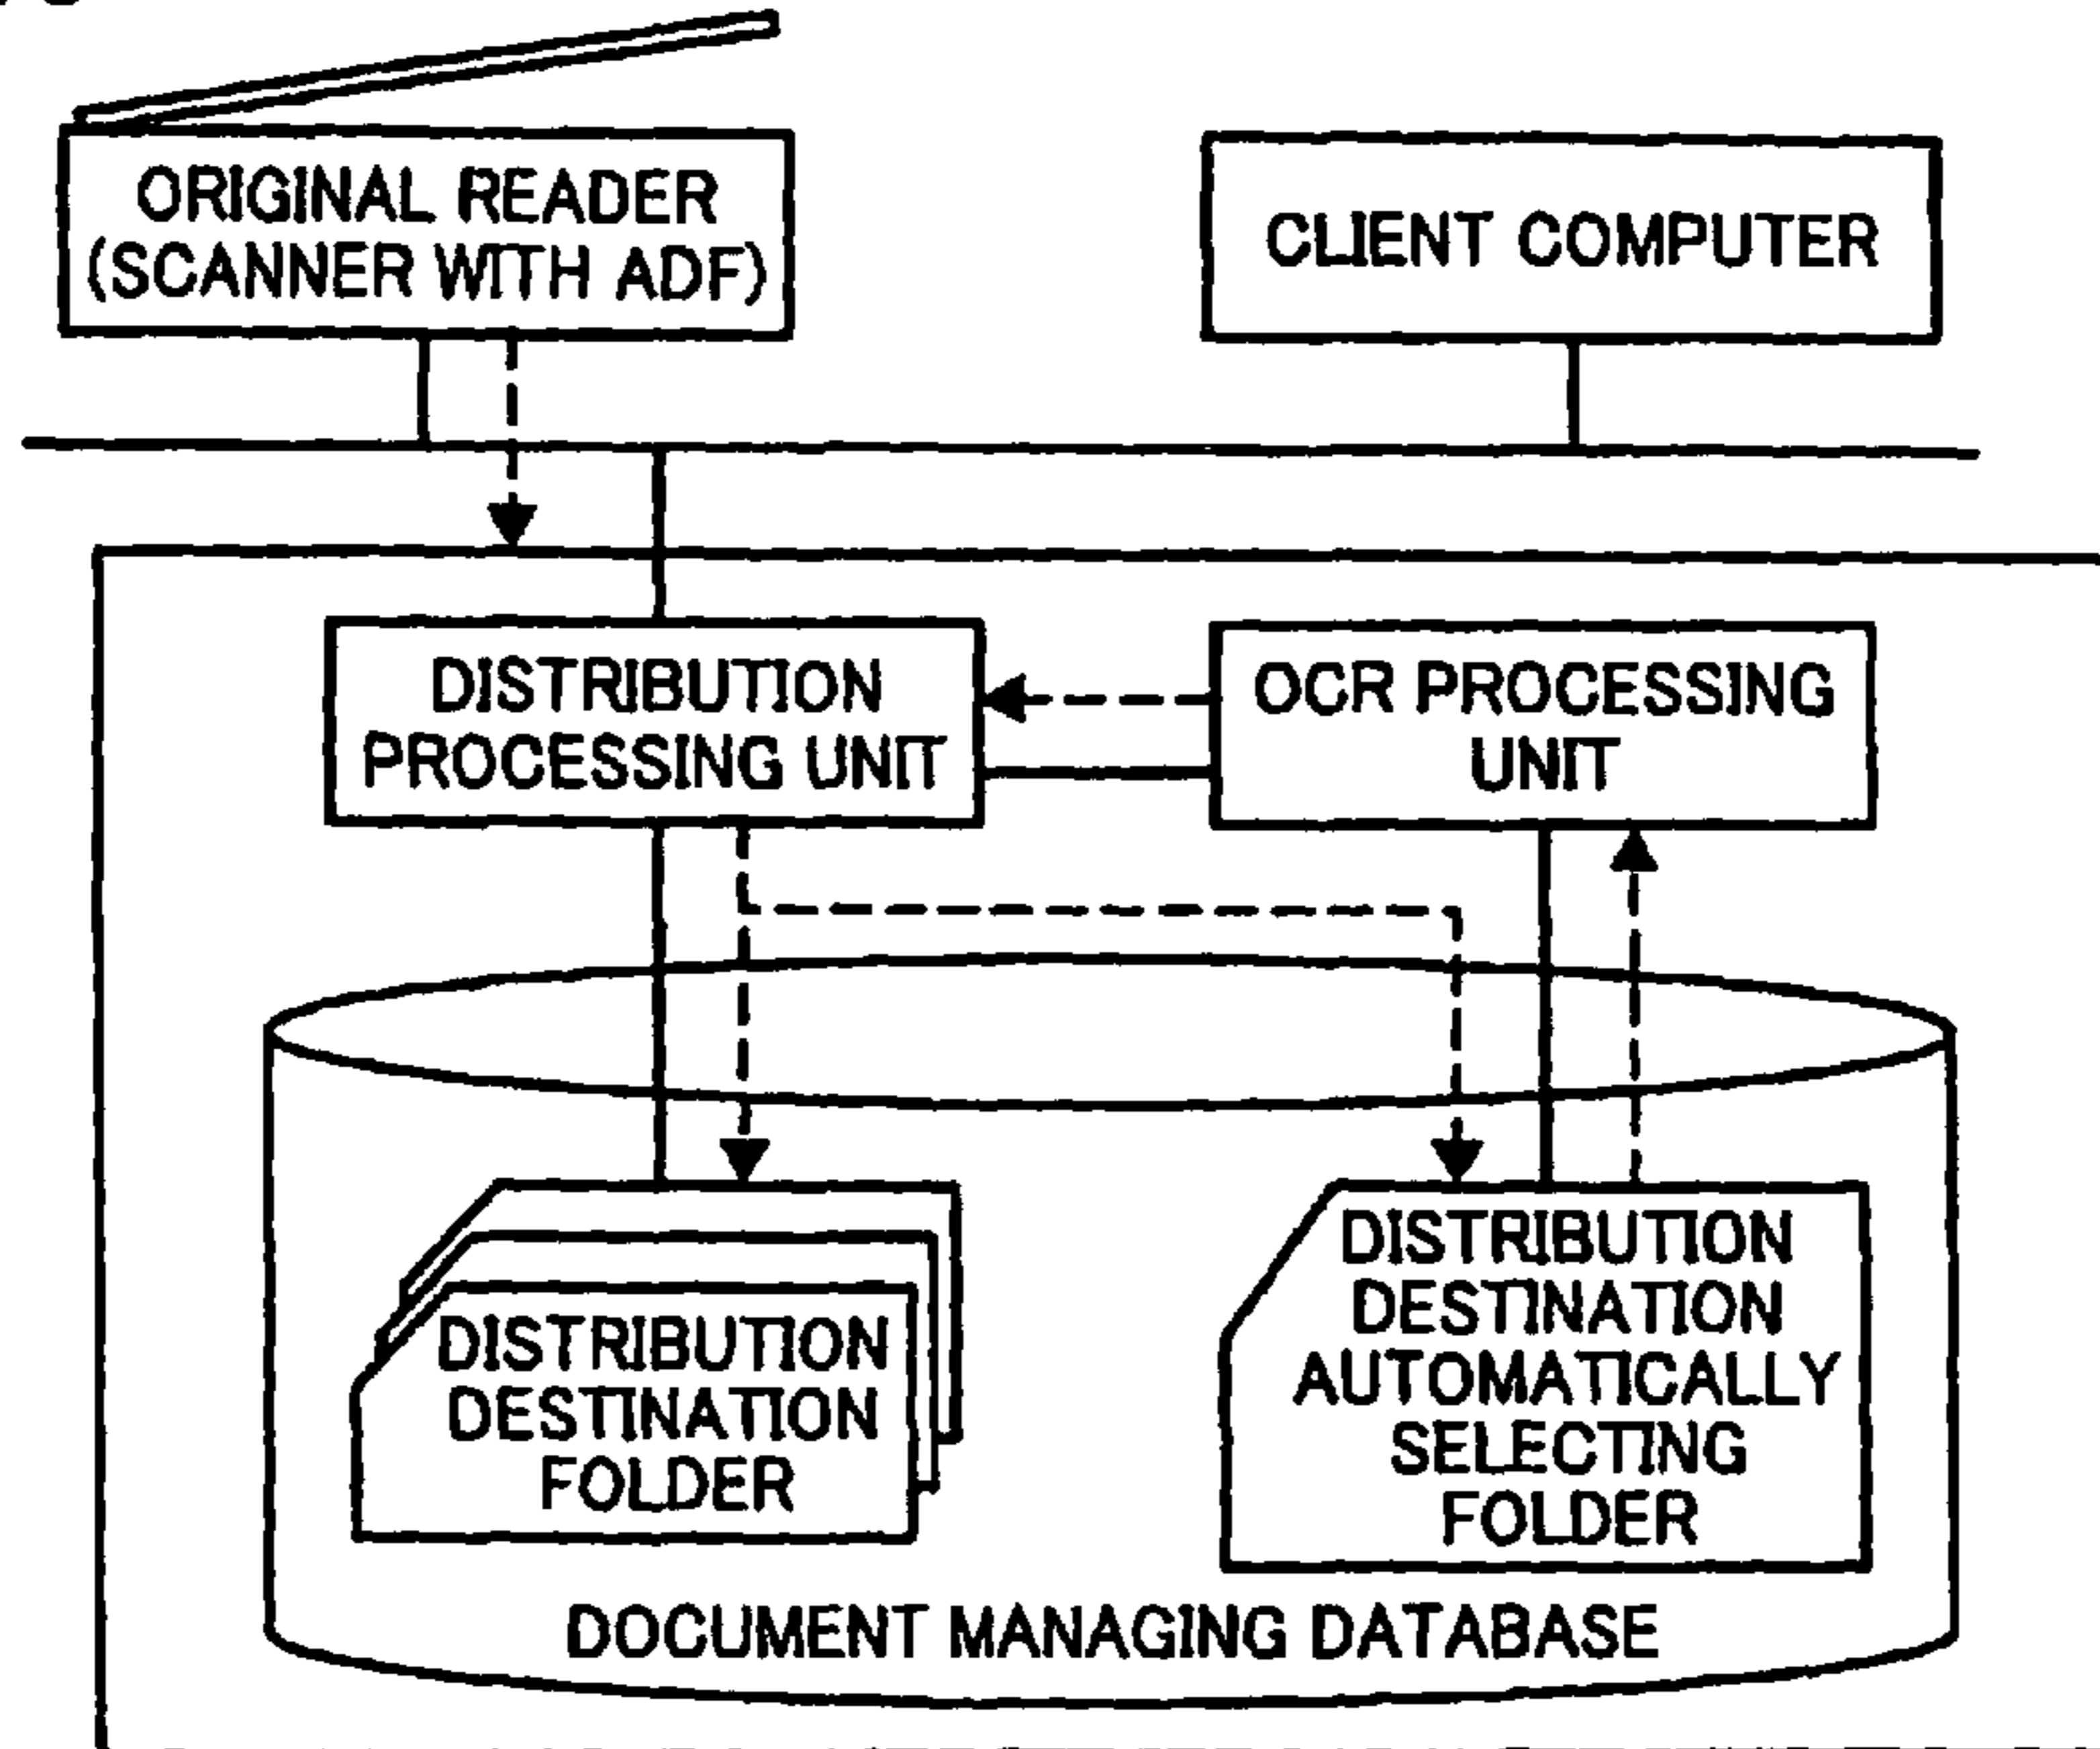 ORIGINAL READER
(SCANNER WITH ADF)
CLIENT COMPUTER
DISTRIBUTION
PROCESSING UNIT
OCR PROCESSING
UNIT
DISTRIBUTION
DESTINATION
FOLDER
DISTRIBUTION
DESTINATION
AUTOMATICALLY
SELECTING
FOLDER
DOCUMENT MANAGING DATABASE